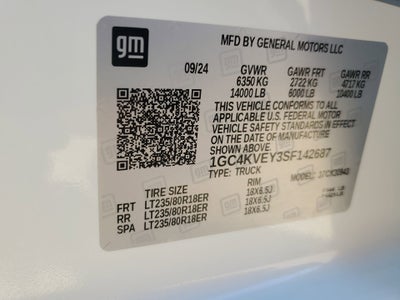 gm
MFD BY GENERAL MOTORS LLC
09/24 GVWR GAWR FRT GAWR RR
6350 KG 2722 KG 4717 KG
14000 LB 6000 LB 10400 LB
THIS VEHICLE CONFORMS TO ALL
APPLICABLE U.S. FEDERAL MOTOR
VEHICLE SAFETY STANDARDS IN EFFECT
ON THE DATE OF MANUFACTURE SHOWN ABOVE.
1GC4KVEY3SF142687
TYPE: TRUCK
TIRE SIZE RIM
FRT LT235/80R18ER 18X6.5J
RR LT235/80R18ER 18X6.5J
SPA LT235/80R18ER 18X6.5J